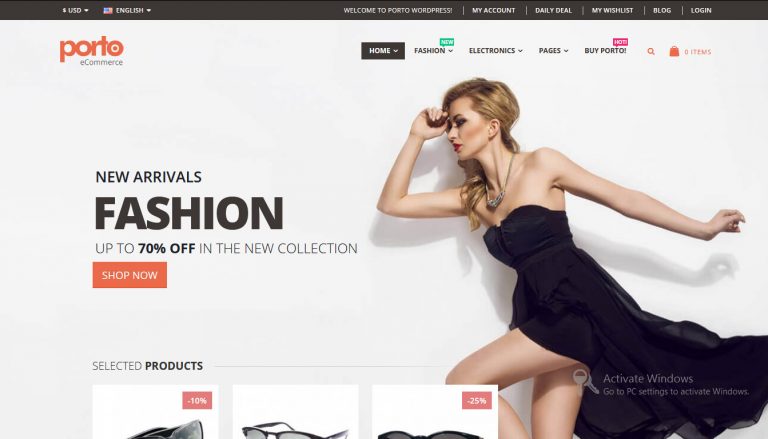 $ USD ENGLISH WELCOME TO PORTO WORDPRESS! MY ACCOUNT DAILY DEAL MY WISHLIST BLOG LOGIN
porto
eCommerce
NEW HOT!
HOME FASHION ELECTRONICS PAGES BUY PORTO! 0 ITEMS
NEW ARRIVALS
FASHION
UP TO 70% OFF IN THE NEW COLLECTION
SHOP NOW
SELECTED PRODUCTS
Activate Windows
Go to PC settings to activate Windows.
-10% -25%